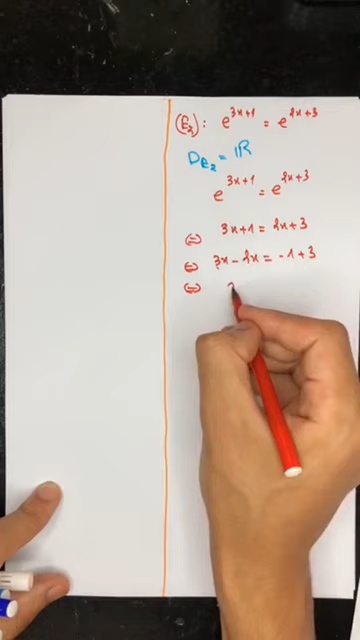 (E₂) : e^{3x+1} = e^{2x+3}
D_{E₂} = ℝ
e^{3x+1} = e^{2x+3}
⇔ 3x+1 = 2x+3
⇔ 3x - 2x = -1+3
⇔